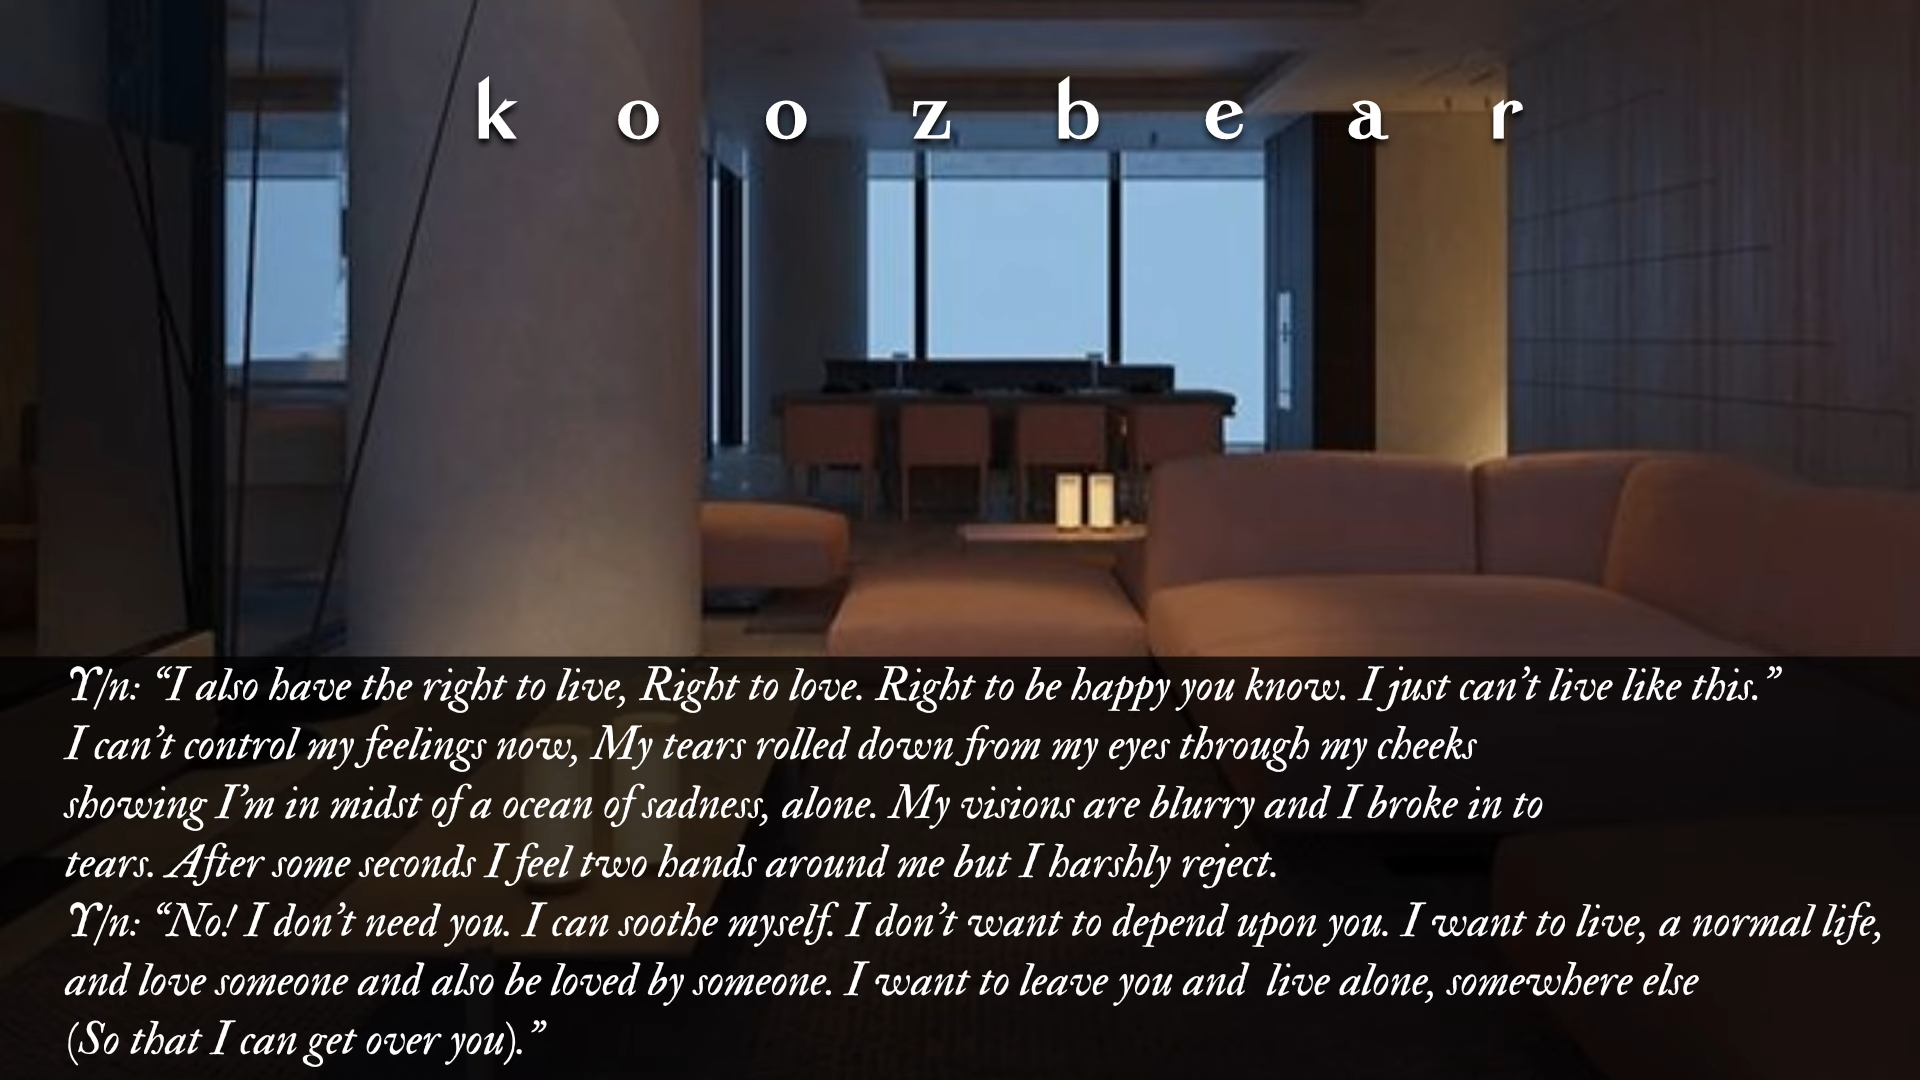 koozbear
Y/n: “I also have the right to live, Right to love. Right to be happy you know. I just can’t live like this.”
I can’t control my feelings now, My tears rolled down from my eyes through my cheeks
showing I’m in midst of a ocean of sadness, alone. My visions are blurry and I broke in to
tears. After some seconds I feel two hands around me but I harshly reject.
Y/n: “No! I don’t need you. I can soothe myself. I don’t want to depend upon you. I want to live, a normal life,
and love someone and also be loved by someone. I want to leave you and  live alone, somewhere else
(So that I can get over you).”